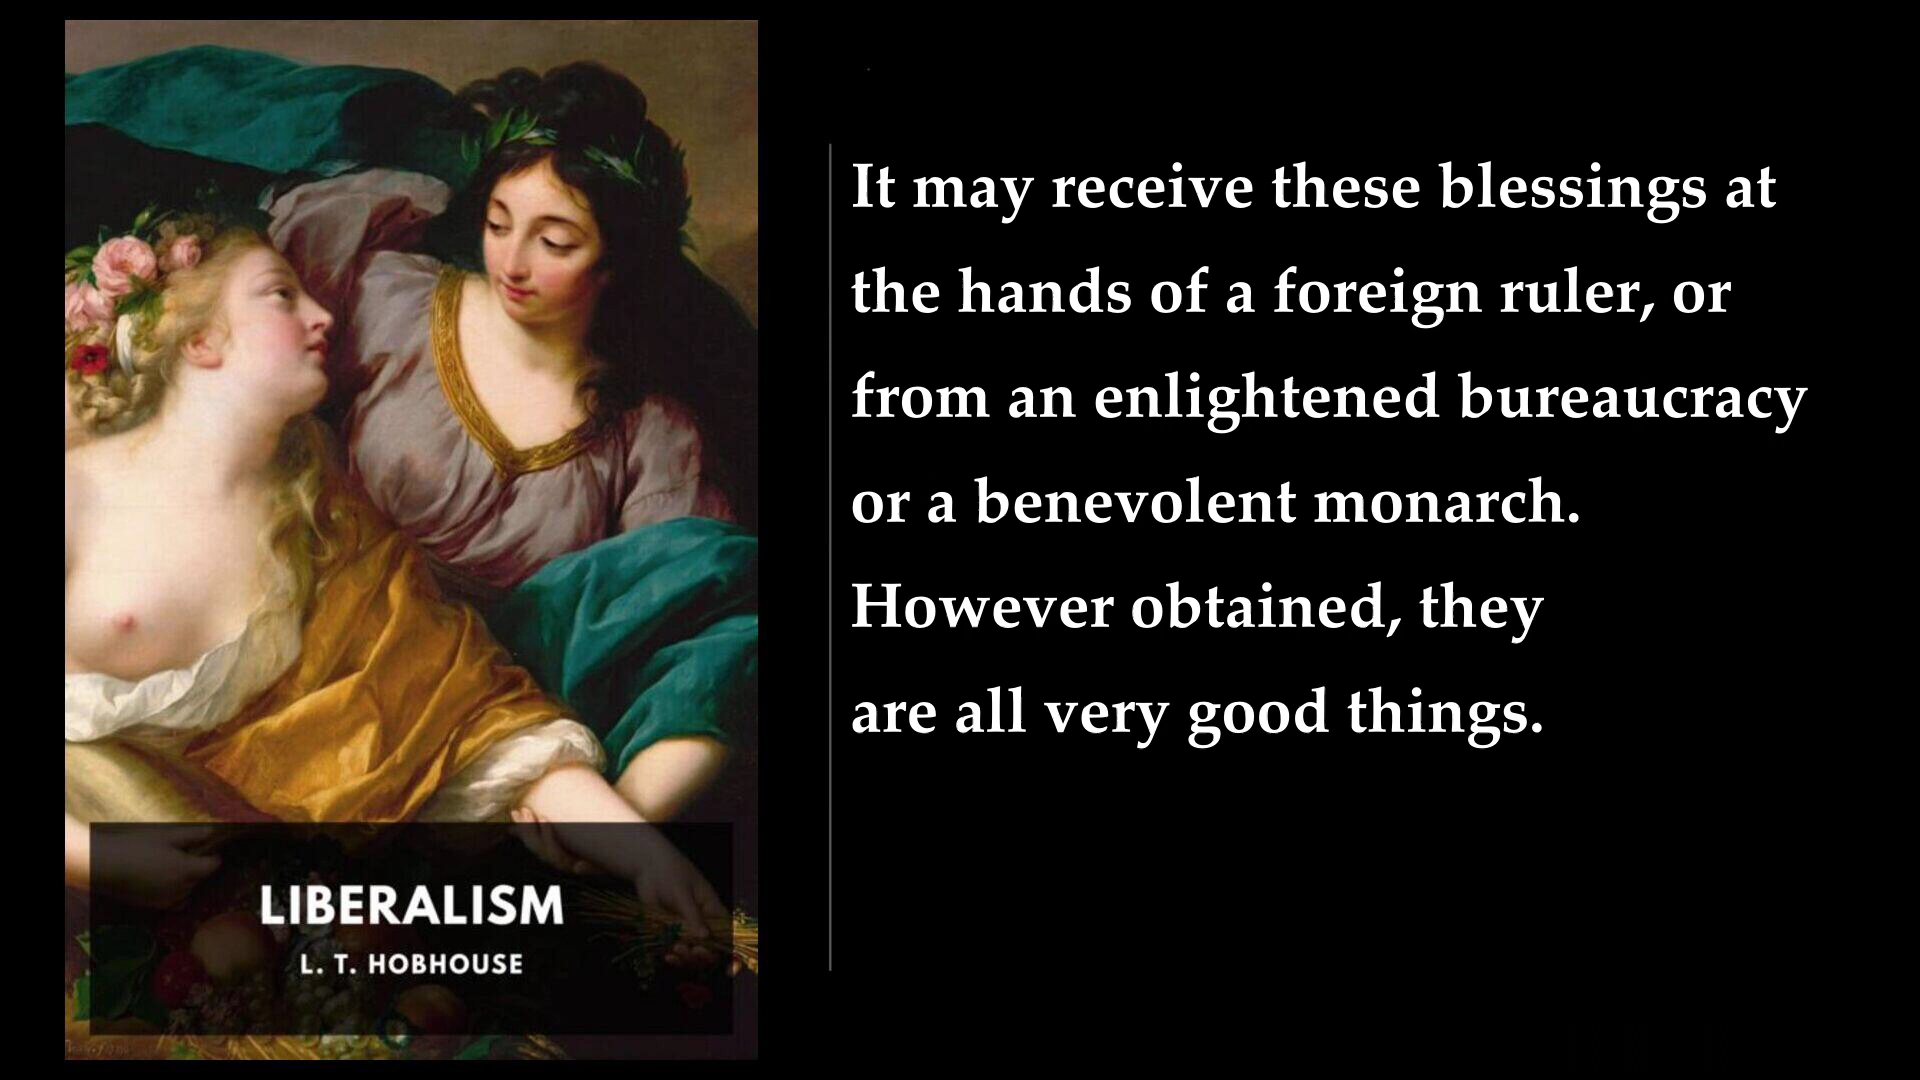 It may receive these blessings at
the hands of a foreign ruler, or
from an enlightened bureaucracy
or a benevolent monarch.
However obtained, they
are all very good things.
LIBERALISM
L. T. HOBHOUSE